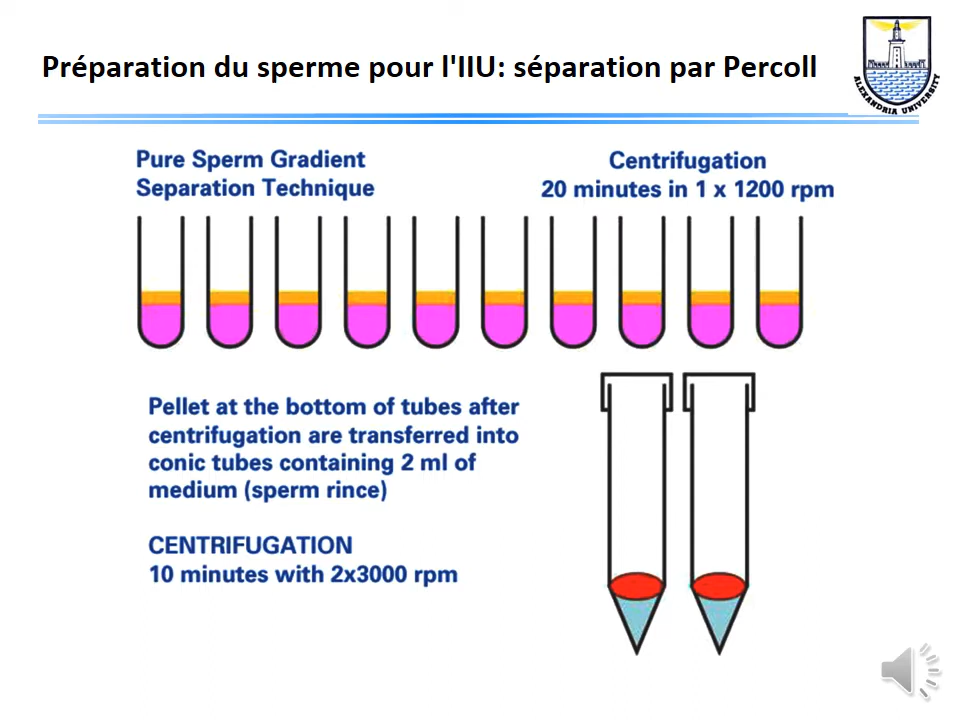 Préparation du sperme pour l'IIU: séparation par Percoll
ALEXANDRIA UNIVERSITY
Pure Sperm Gradient
Separation Technique
Centrifugation
20 minutes in 1 x 1200 rpm
Pellet at the bottom of tubes after
centrifugation are transferred into
conic tubes containing 2 ml of
medium (sperm rince)
CENTRIFUGATION
10 minutes with 2x3000 rpm